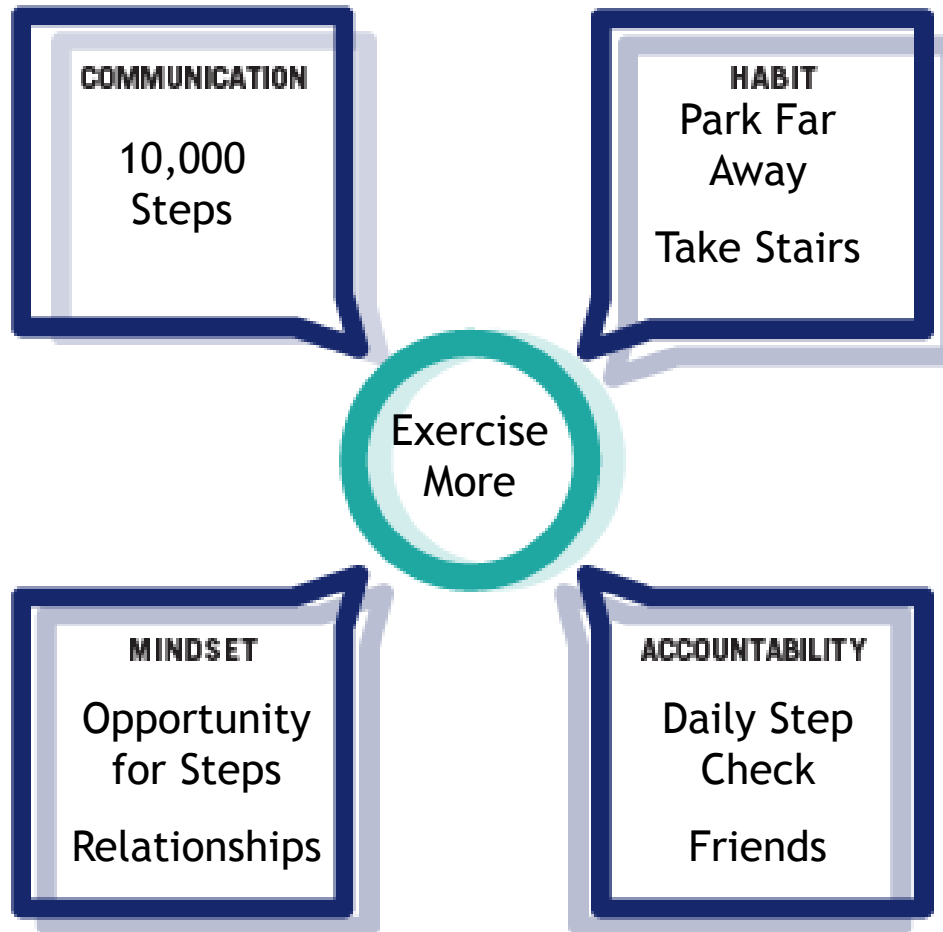 COMMUNICATION
10,000
Steps
HABIT
Park Far
Away
Take Stairs
Exercise
More
MINDSET
Opportunity
for Steps
Relationships
ACCOUNTABILITY
Daily Step
Check
Friends